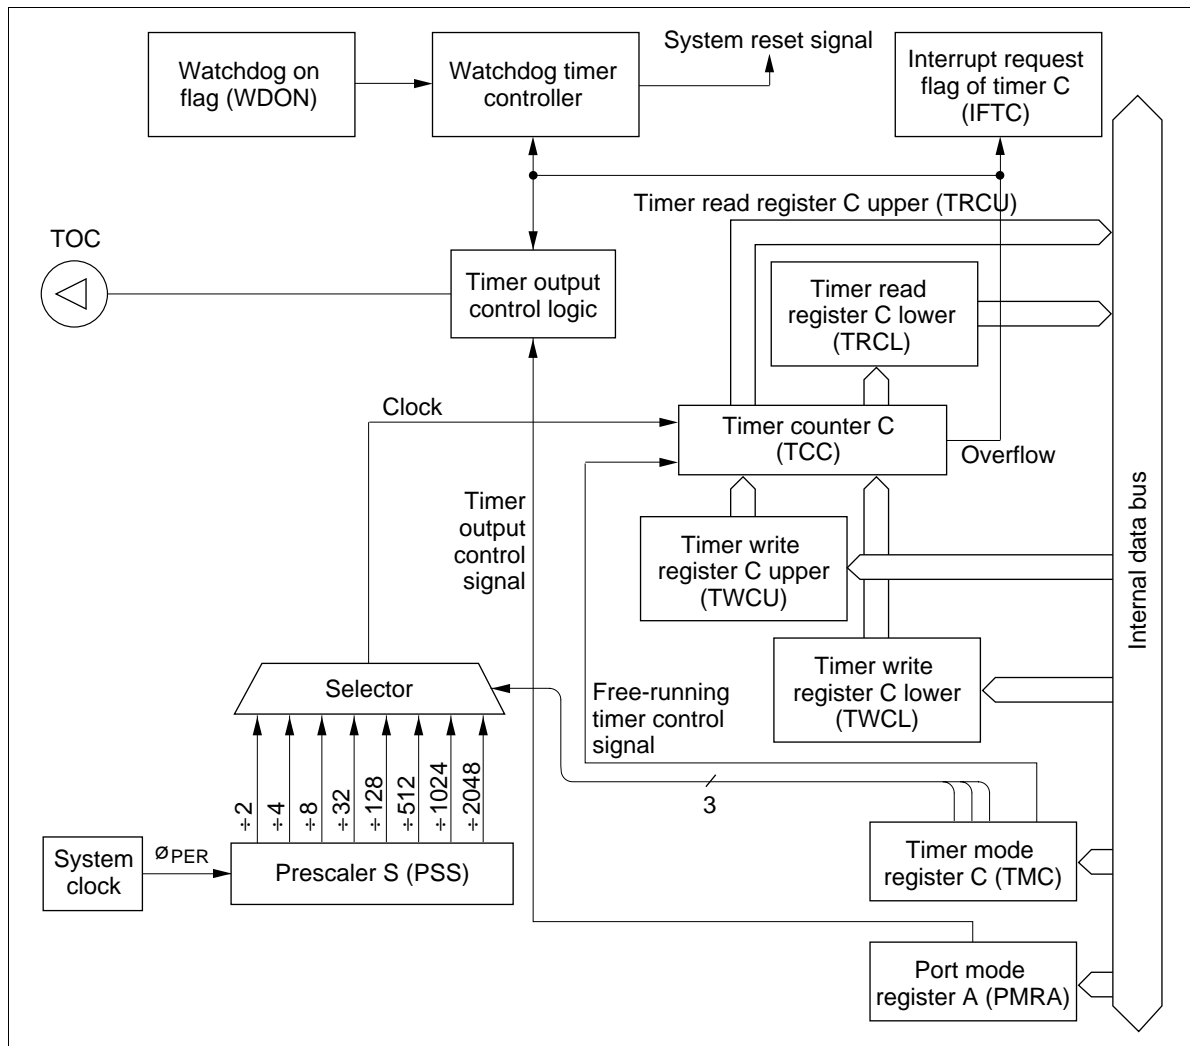 Watchdog on
flag (WDON)
Watchdog timer
controller
System reset signal
Interrupt request
flag of timer C
(IFTC)
Timer read register C upper (TRCU)
TOC
Timer output
control logic
Timer read
register C lower
(TRCL)
Clock
Timer counter C
(TCC)
Overflow
Timer
output
control
signal
Timer write
register C upper
(TWCU)
Internal data bus
Timer write
register C lower
(TWCL)
Selector
Free-running
timer control
signal
÷2
÷4
÷8
÷32
÷128
÷512
÷1024
÷2048
3
System
clock
øPER
Prescaler S (PSS)
Timer mode
register C (TMC)
Port mode
register A (PMRA)